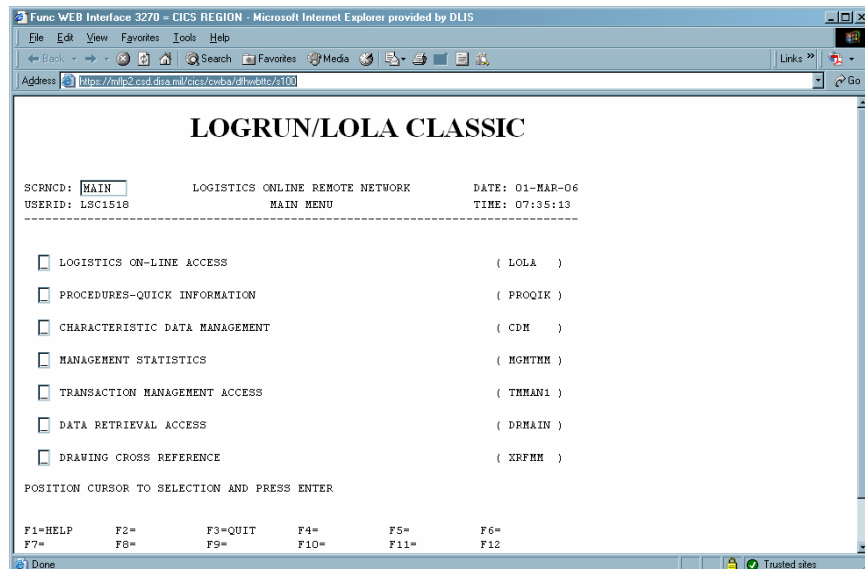 Func WEB Interface 3270 = CICS REGION - Microsoft Internet Explorer provided by DLIS
File Edit View Favorites Tools Help
Back Search Favorites Media Links »
Address https://mflp2.csd.disa.mil/cics/cwba/dfhwbttc/s100 Go
LOGRUN/LOLA CLASSIC
SCRNCD: MAIN LOGISTICS ONLINE REMOTE NETWORK DATE: 01-MAR-06
USERID: LSC1518 MAIN MENU TIME: 07:35:13
--------------------------------------------------------------------------------
_ LOGISTICS ON-LINE ACCESS ( LOLA )
_ PROCEDURES-QUICK INFORMATION ( PROQIK )
_ CHARACTERISTIC DATA MANAGEMENT ( CDM )
_ MANAGEMENT STATISTICS ( MGMTMM )
_ TRANSACTION MANAGEMENT ACCESS ( TMMAN1 )
_ DATA RETRIEVAL ACCESS ( DRMAIN )
_ DRAWING CROSS REFERENCE ( XRFMM )
POSITION CURSOR TO SELECTION AND PRESS ENTER
F1=HELP F2= F3=QUIT F4= F5= F6=
F7= F8= F9= F10= F11= F12
Done Trusted sites